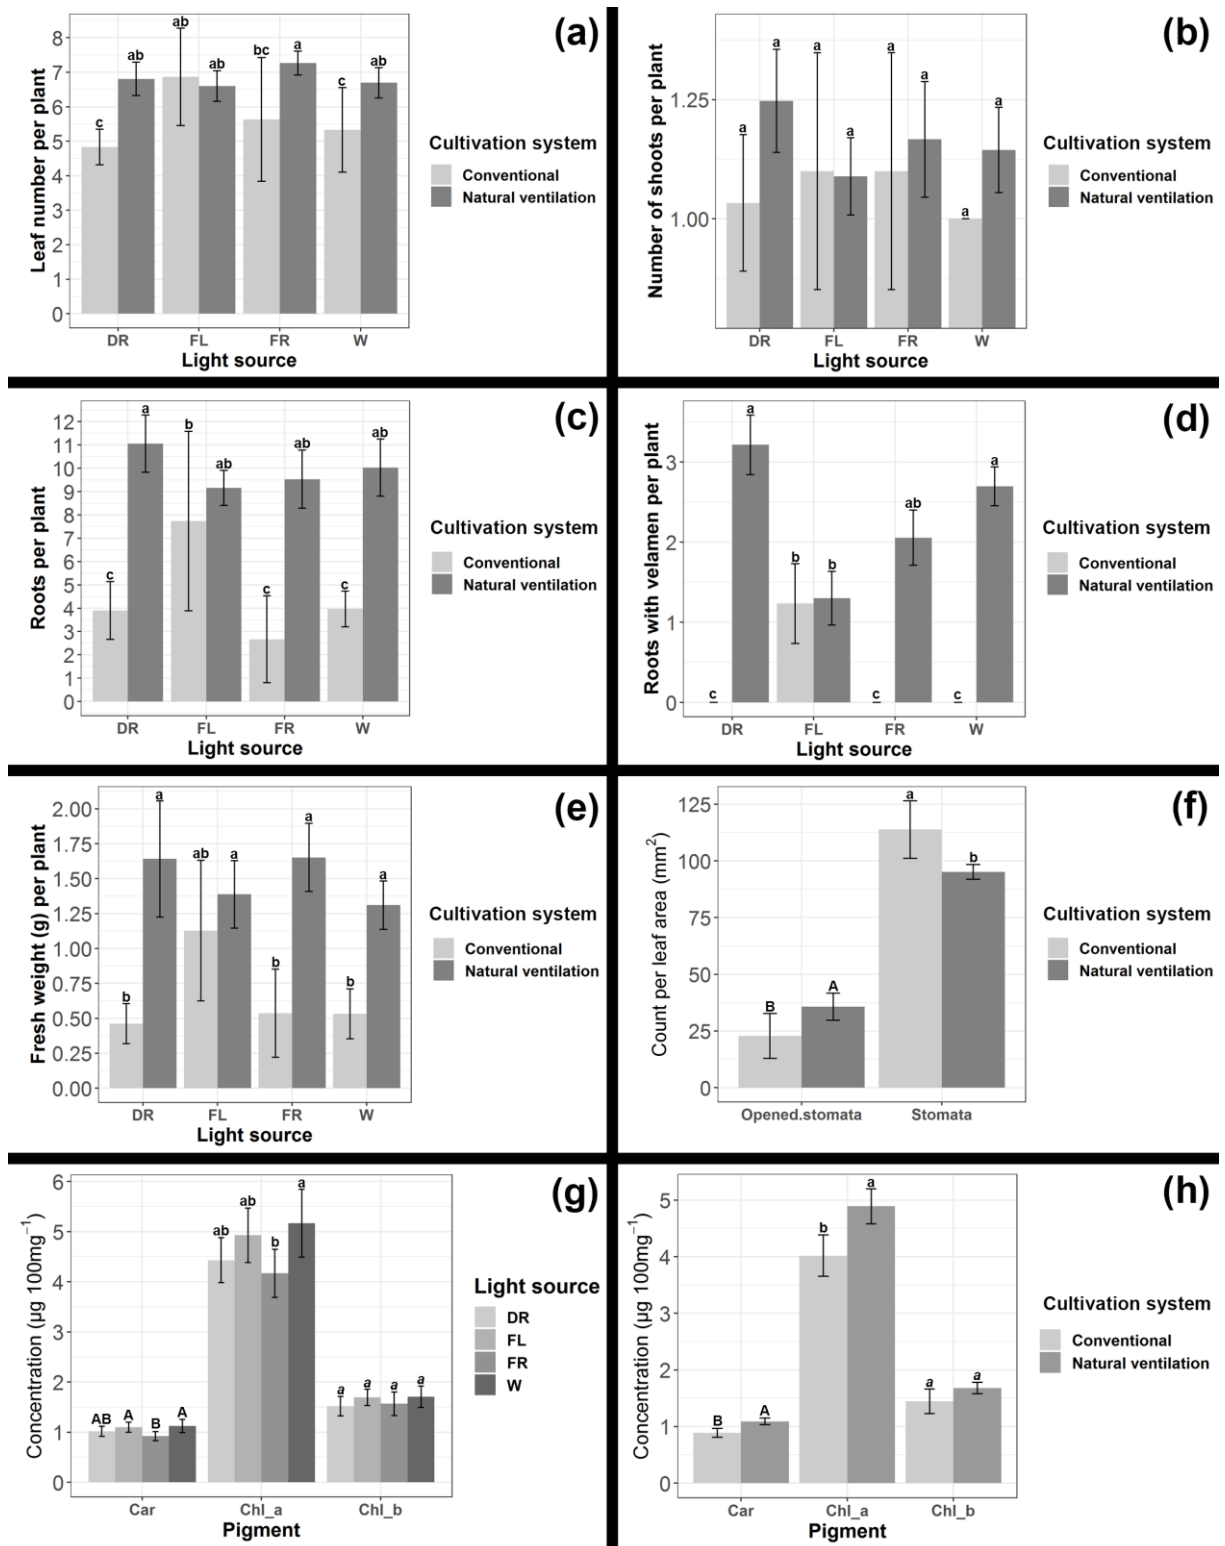 (a)
Leaf number per plant
8
7
6
5
4
3
2
1
0
c
ab
ab
ab
bc
a
c
ab
DR
FL
FR
W
Light source
Cultivation system
Conventional
Natural ventilation
(b)
Number of shoots per plant
1.25
1.00
a
a
a
a
a
a
a
a
DR
FL
FR
W
Light source
Cultivation system
Conventional
Natural ventilation
(c)
Roots per plant
12
11
10
9
8
7
6
5
4
3
2
1
0
c
a
b
ab
c
ab
c
ab
DR
FL
FR
W
Light source
Cultivation system
Conventional
Natural ventilation
(d)
Roots with velamen per plant
3
2
1
0
c
a
b
b
c
ab
c
a
DR
FL
FR
W
Light source
Cultivation system
Conventional
Natural ventilation
(e)
Fresh weight (g) per plant
2.00
1.75
1.50
1.25
1.00
0.75
0.50
0.25
0.00
b
a
ab
a
b
a
b
a
DR
FL
FR
W
Light source
Cultivation system
Conventional
Natural ventilation
(f)
Count per leaf area (mm²)
125
100
75
50
25
0
B
A
a
b
Opened.stomata
Stomata
Cultivation system
Conventional
Natural ventilation
(g)
Concentration (µg 100mg⁻¹)
6
5
4
3
2
1
0
AB
A
B
A
ab
ab
b
a
a
a
a
a
Car
Chl_a
Chl_b
Pigment
Light source
DR
FL
FR
W
(h)
Concentration (µg 100mg⁻¹)
5
4
3
2
1
0
B
A
b
a
a
a
Car
Chl_a
Chl_b
Pigment
Cultivation system
Conventional
Natural ventilation